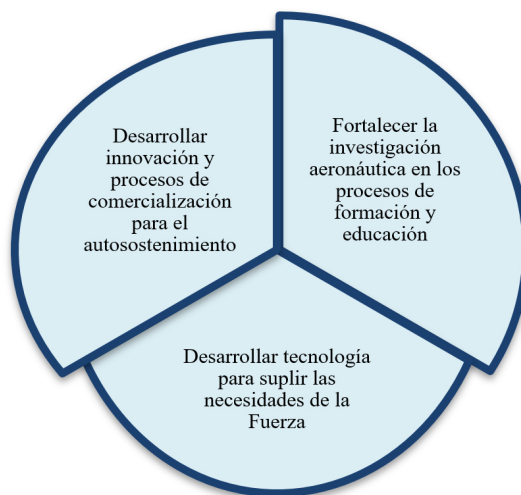 Desarrollar
innovación y
procesos de
comercialización
para el
autosostenimiento
Fortalecer la
investigación
aeronáutica en los
procesos de
formación y
educación
Desarrollar tecnología
para suplir las
necesidades de la
Fuerza